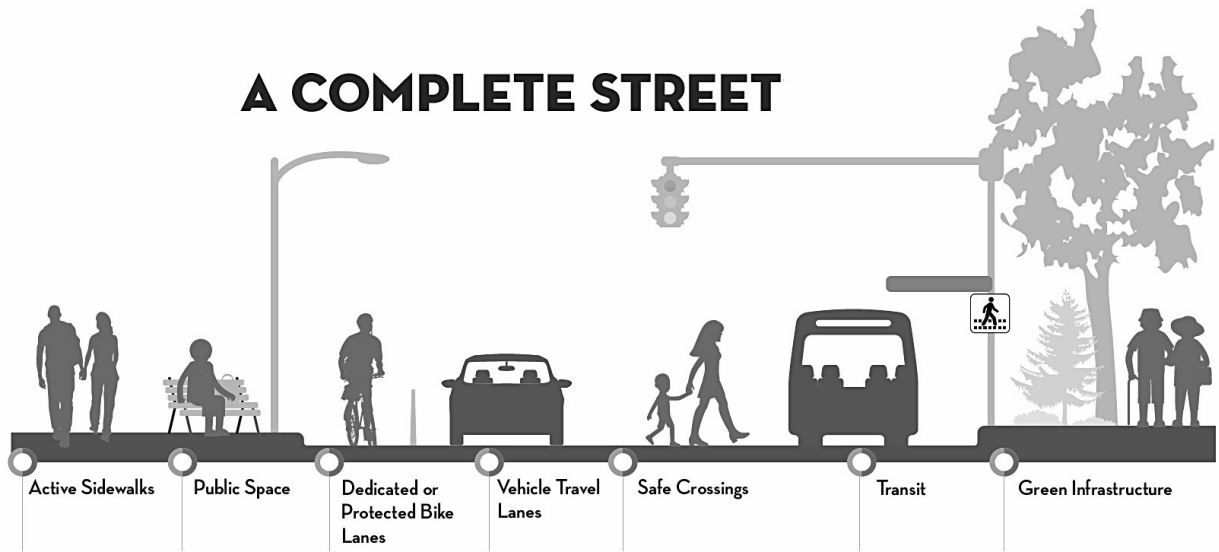 A COMPLETE STREET
Active Sidewalks
Public Space
Dedicated or
Protected Bike
Lanes
Vehicle Travel
Lanes
Safe Crossings
Transit
Green Infrastructure